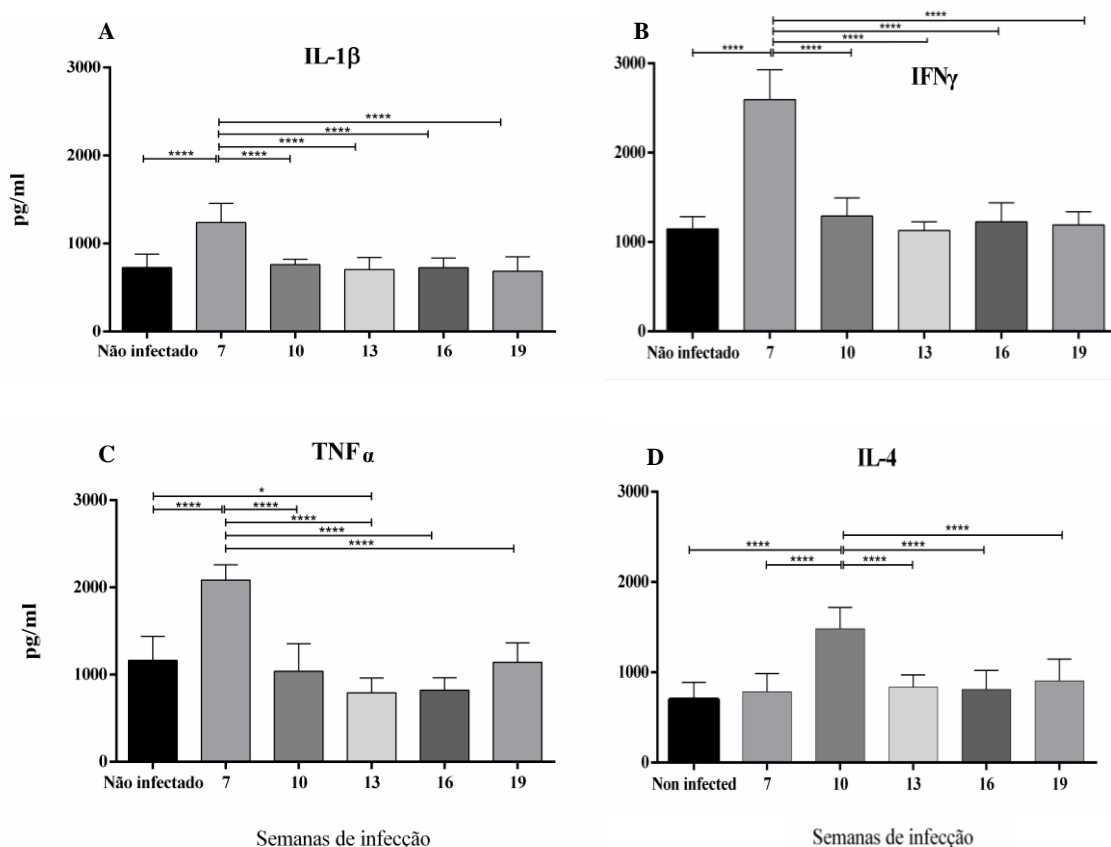 A
IL-1β
pg/ml
3000
2000
1000
0
****
****
****
****
****
Não infectado 7 10 13 16 19
B
IFNγ
3000
2000
1000
0
****
****
****
****
****
Não infectado 7 10 13 16 19
C
TNF α
pg/ml
3000
2000
1000
0
*
****
****
****
****
****
Não infectado 7 10 13 16 19
Semanas de infecção
D
IL-4
3000
2000
1000
0
****
****
****
****
****
Non infected 7 10 13 16 19
Semanas de infecção